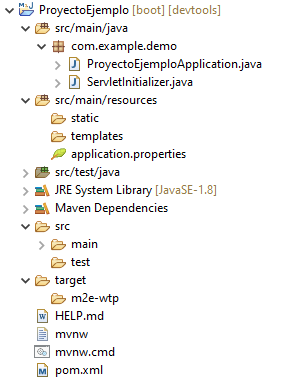 ProyectoEjemplo [boot] [devtools]
src/main/java
com.example.demo
ProyectoEjemploApplication.java
ServletInitializer.java
src/main/resources
static
templates
application.properties
src/test/java
JRE System Library [JavaSE-1.8]
Maven Dependencies
src
main
test
target
m2e-wtp
HELP.md
mvnw
mvnw.cmd
pom.xml